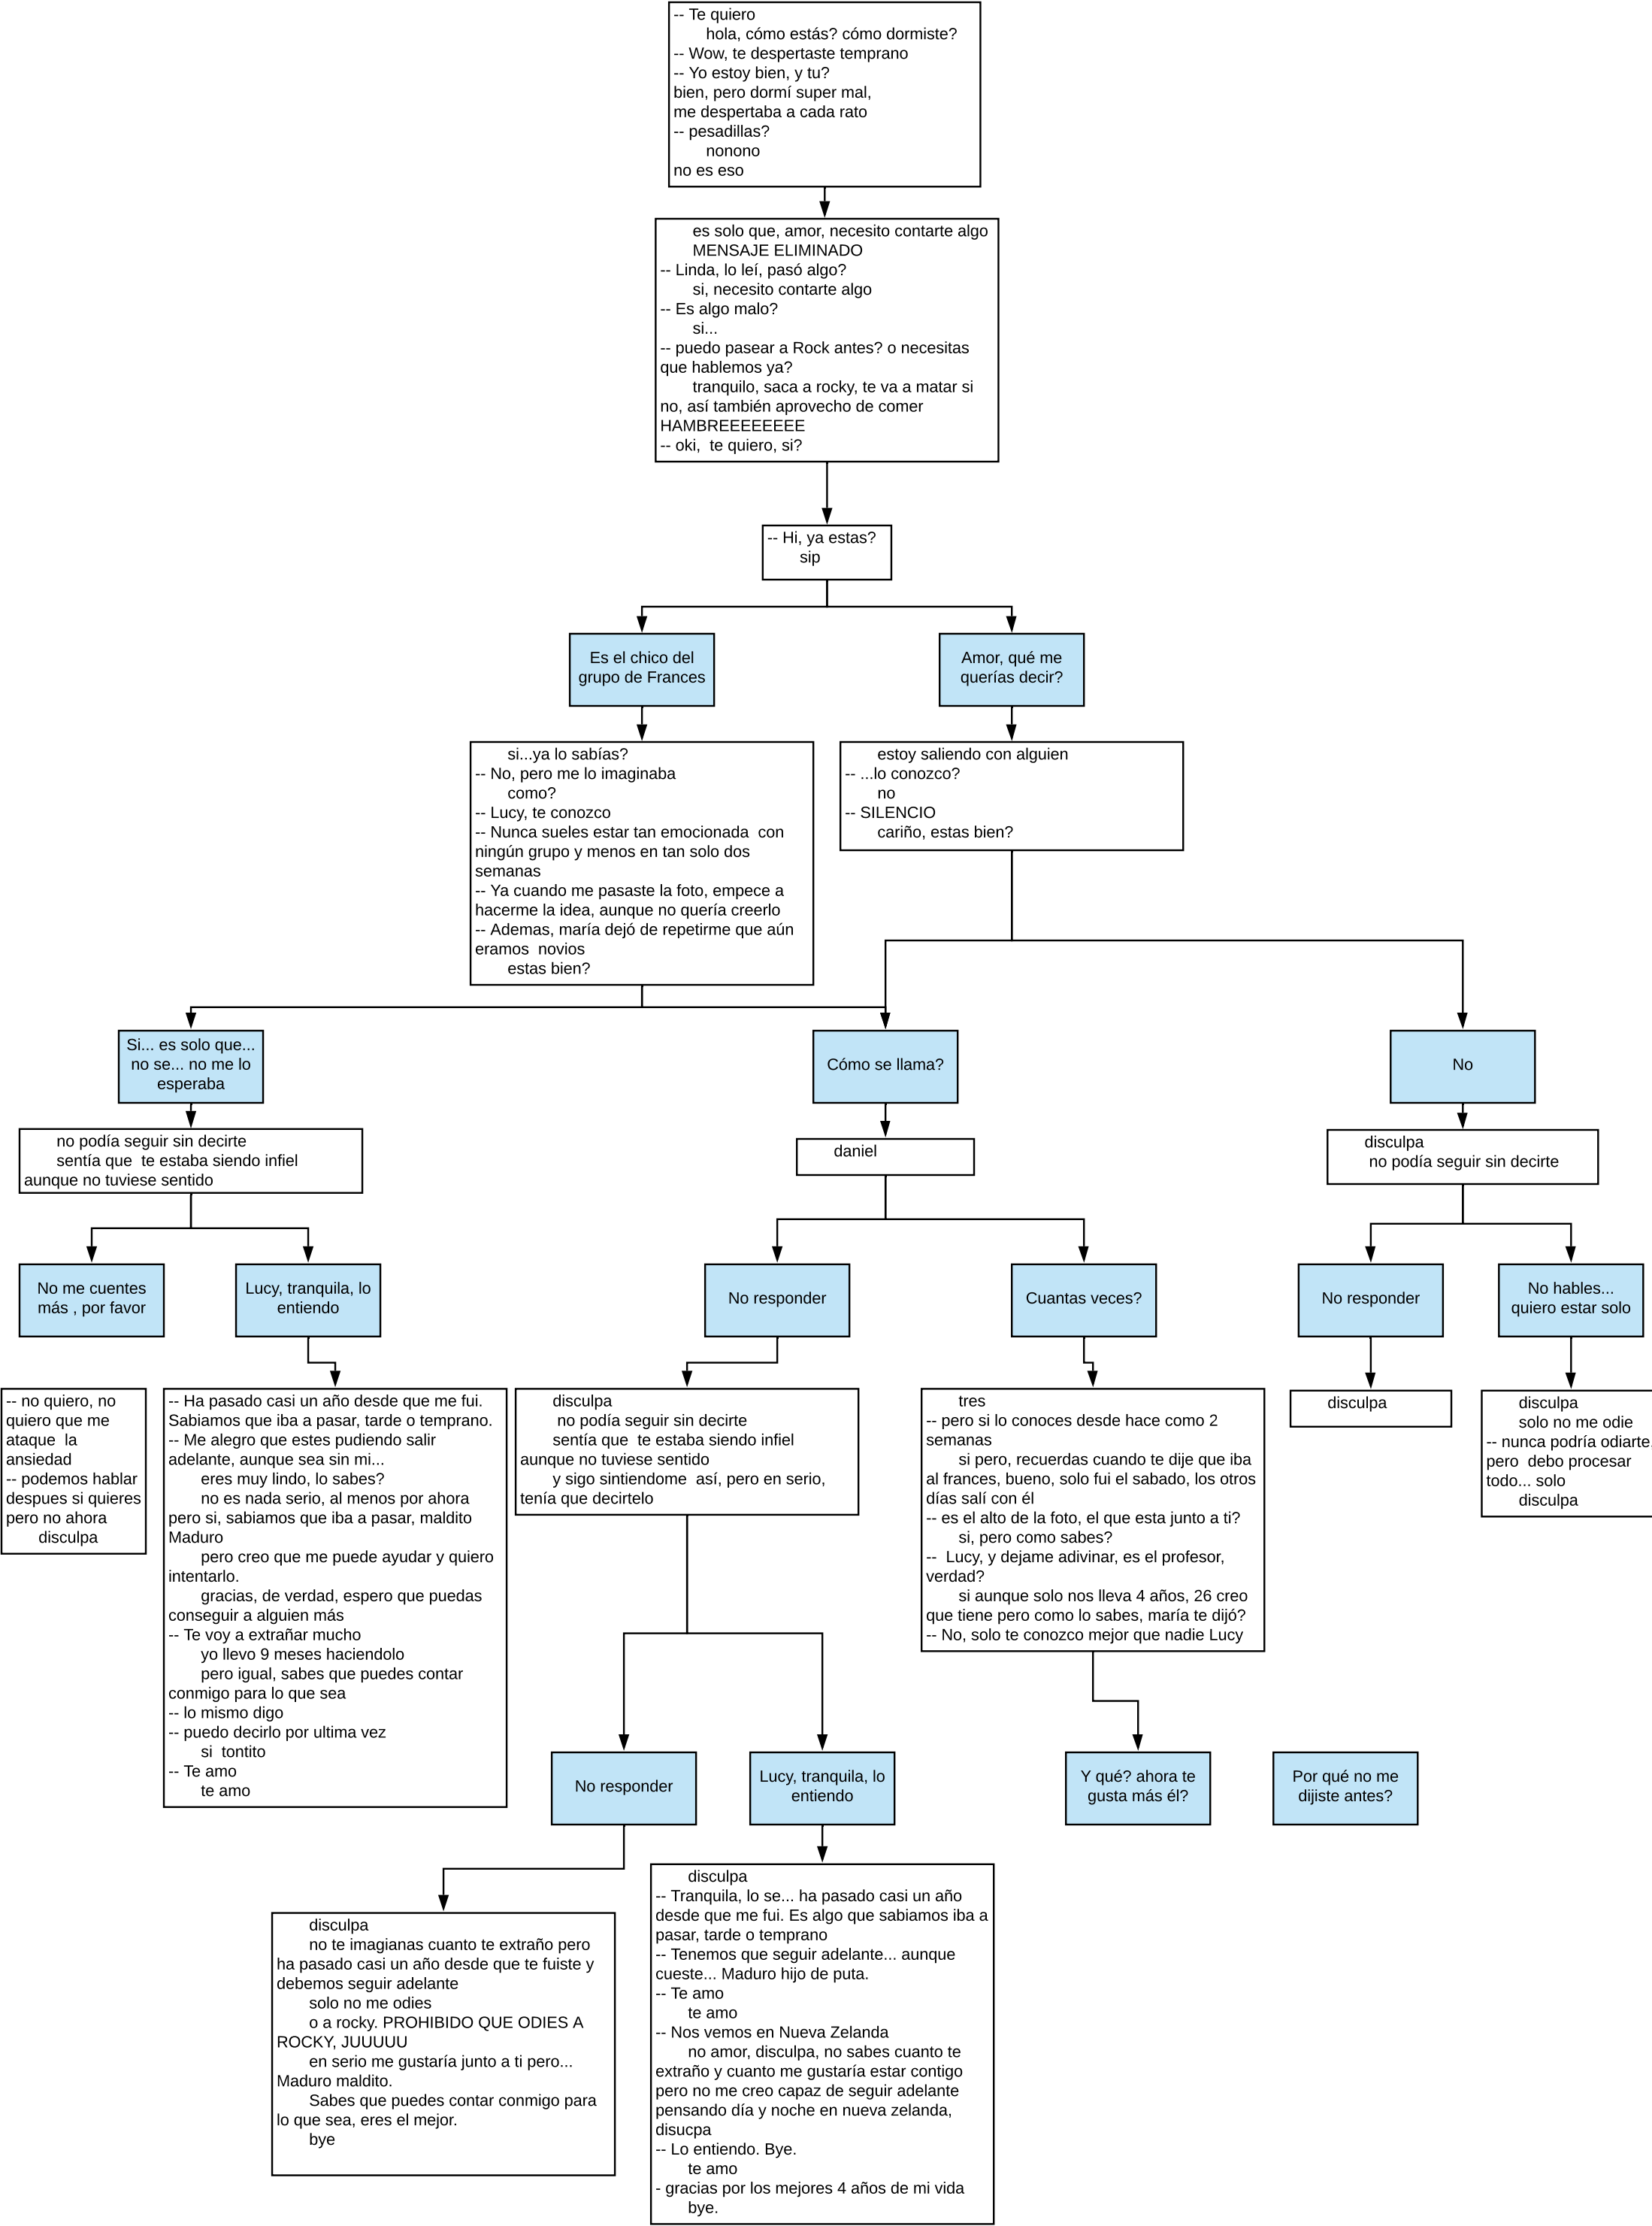 -- Te quiero
hola, cómo estás? cómo dormiste?
-- Wow, te despertaste temprano
-- Yo estoy bien, y tu?
bien, pero dormí super mal,
me despertaba a cada rato
-- pesadillas?
nonono
no es eso
es solo que, amor, necesito contarte algo
MENSAJE ELIMINADO
-- Linda, lo leí, pasó algo?
si, necesito contarte algo
-- Es algo malo?
si...
-- puedo pasear a Rock antes? o necesitas
que hablemos ya?
tranquilo, saca a rocky, te va a matar si
no, así también aprovecho de comer
HAMBREEEEEEEE
-- oki,  te quiero, si?
-- Hi, ya estas?
sip
Es el chico del
grupo de Frances
Amor, qué me
querías decir?
si...ya lo sabías?
-- No, pero me lo imaginaba
como?
-- Lucy, te conozco
-- Nunca sueles estar tan emocionada  con
ningún grupo y menos en tan solo dos
semanas
-- Ya cuando me pasaste la foto, empece a
hacerme la idea, aunque no quería creerlo
-- Ademas, maría dejó de repetirme que aún
eramos  novios
estas bien?
estoy saliendo con alguien
-- ...lo conozco?
no
-- SILENCIO
cariño, estas bien?
Si... es solo que...
no se... no me lo
esperaba
Cómo se llama?
No
no podía seguir sin decirte
sentía que  te estaba siendo infiel
aunque no tuviese sentido
daniel
disculpa
no podía seguir sin decirte
No me cuentes
más , por favor
Lucy, tranquila, lo
entiendo
No responder
Cuantas veces?
No responder
No hables...
quiero estar solo
-- no quiero, no
quiero que me
ataque  la
ansiedad
-- podemos hablar
despues si quieres
pero no ahora
disculpa
-- Ha pasado casi un año desde que me fui.
Sabiamos que iba a pasar, tarde o temprano.
-- Me alegro que estes pudiendo salir
adelante, aunque sea sin mi...
eres muy lindo, lo sabes?
no es nada serio, al menos por ahora
pero si, sabiamos que iba a pasar, maldito
Maduro
pero creo que me puede ayudar y quiero
intentarlo.
gracias, de verdad, espero que puedas
conseguir a alguien más
-- Te voy a extrañar mucho
yo llevo 9 meses haciendolo
pero igual, sabes que puedes contar
conmigo para lo que sea
-- lo mismo digo
-- puedo decirlo por ultima vez
si  tontito
-- Te amo
te amo
disculpa
no podía seguir sin decirte
sentía que  te estaba siendo infiel
aunque no tuviese sentido
y sigo sintiendome  así, pero en serio,
tenía que decirtelo
tres
-- pero si lo conoces desde hace como 2
semanas
si pero, recuerdas cuando te dije que iba
al frances, bueno, solo fui el sabado, los otros
días salí con él
-- es el alto de la foto, el que esta junto a ti?
si, pero como sabes?
--  Lucy, y dejame adivinar, es el profesor,
verdad?
si aunque solo nos lleva 4 años, 26 creo
que tiene pero como lo sabes, maría te dijó?
-- No, solo te conozco mejor que nadie Lucy
disculpa
disculpa
solo no me odie
-- nunca podría odiarte,
pero  debo procesar
todo... solo
disculpa
No responder
Lucy, tranquila, lo
entiendo
Y qué? ahora te
gusta más él?
Por qué no me
dijiste antes?
disculpa
no te imagianas cuanto te extraño pero
ha pasado casi un año desde que te fuiste y
debemos seguir adelante
solo no me odies
o a rocky. PROHIBIDO QUE ODIES A
ROCKY, JUUUUU
en serio me gustaría junto a ti pero...
Maduro maldito.
Sabes que puedes contar conmigo para
lo que sea, eres el mejor.
bye
disculpa
-- Tranquila, lo se... ha pasado casi un año
desde que me fui. Es algo que sabiamos iba a
pasar, tarde o temprano
-- Tenemos que seguir adelante... aunque
cueste... Maduro hijo de puta.
-- Te amo
te amo
-- Nos vemos en Nueva Zelanda
no amor, disculpa, no sabes cuanto te
extraño y cuanto me gustaría estar contigo
pero no me creo capaz de seguir adelante
pensando día y noche en nueva zelanda,
disucpa
-- Lo entiendo. Bye.
te amo
- gracias por los mejores 4 años de mi vida
bye.